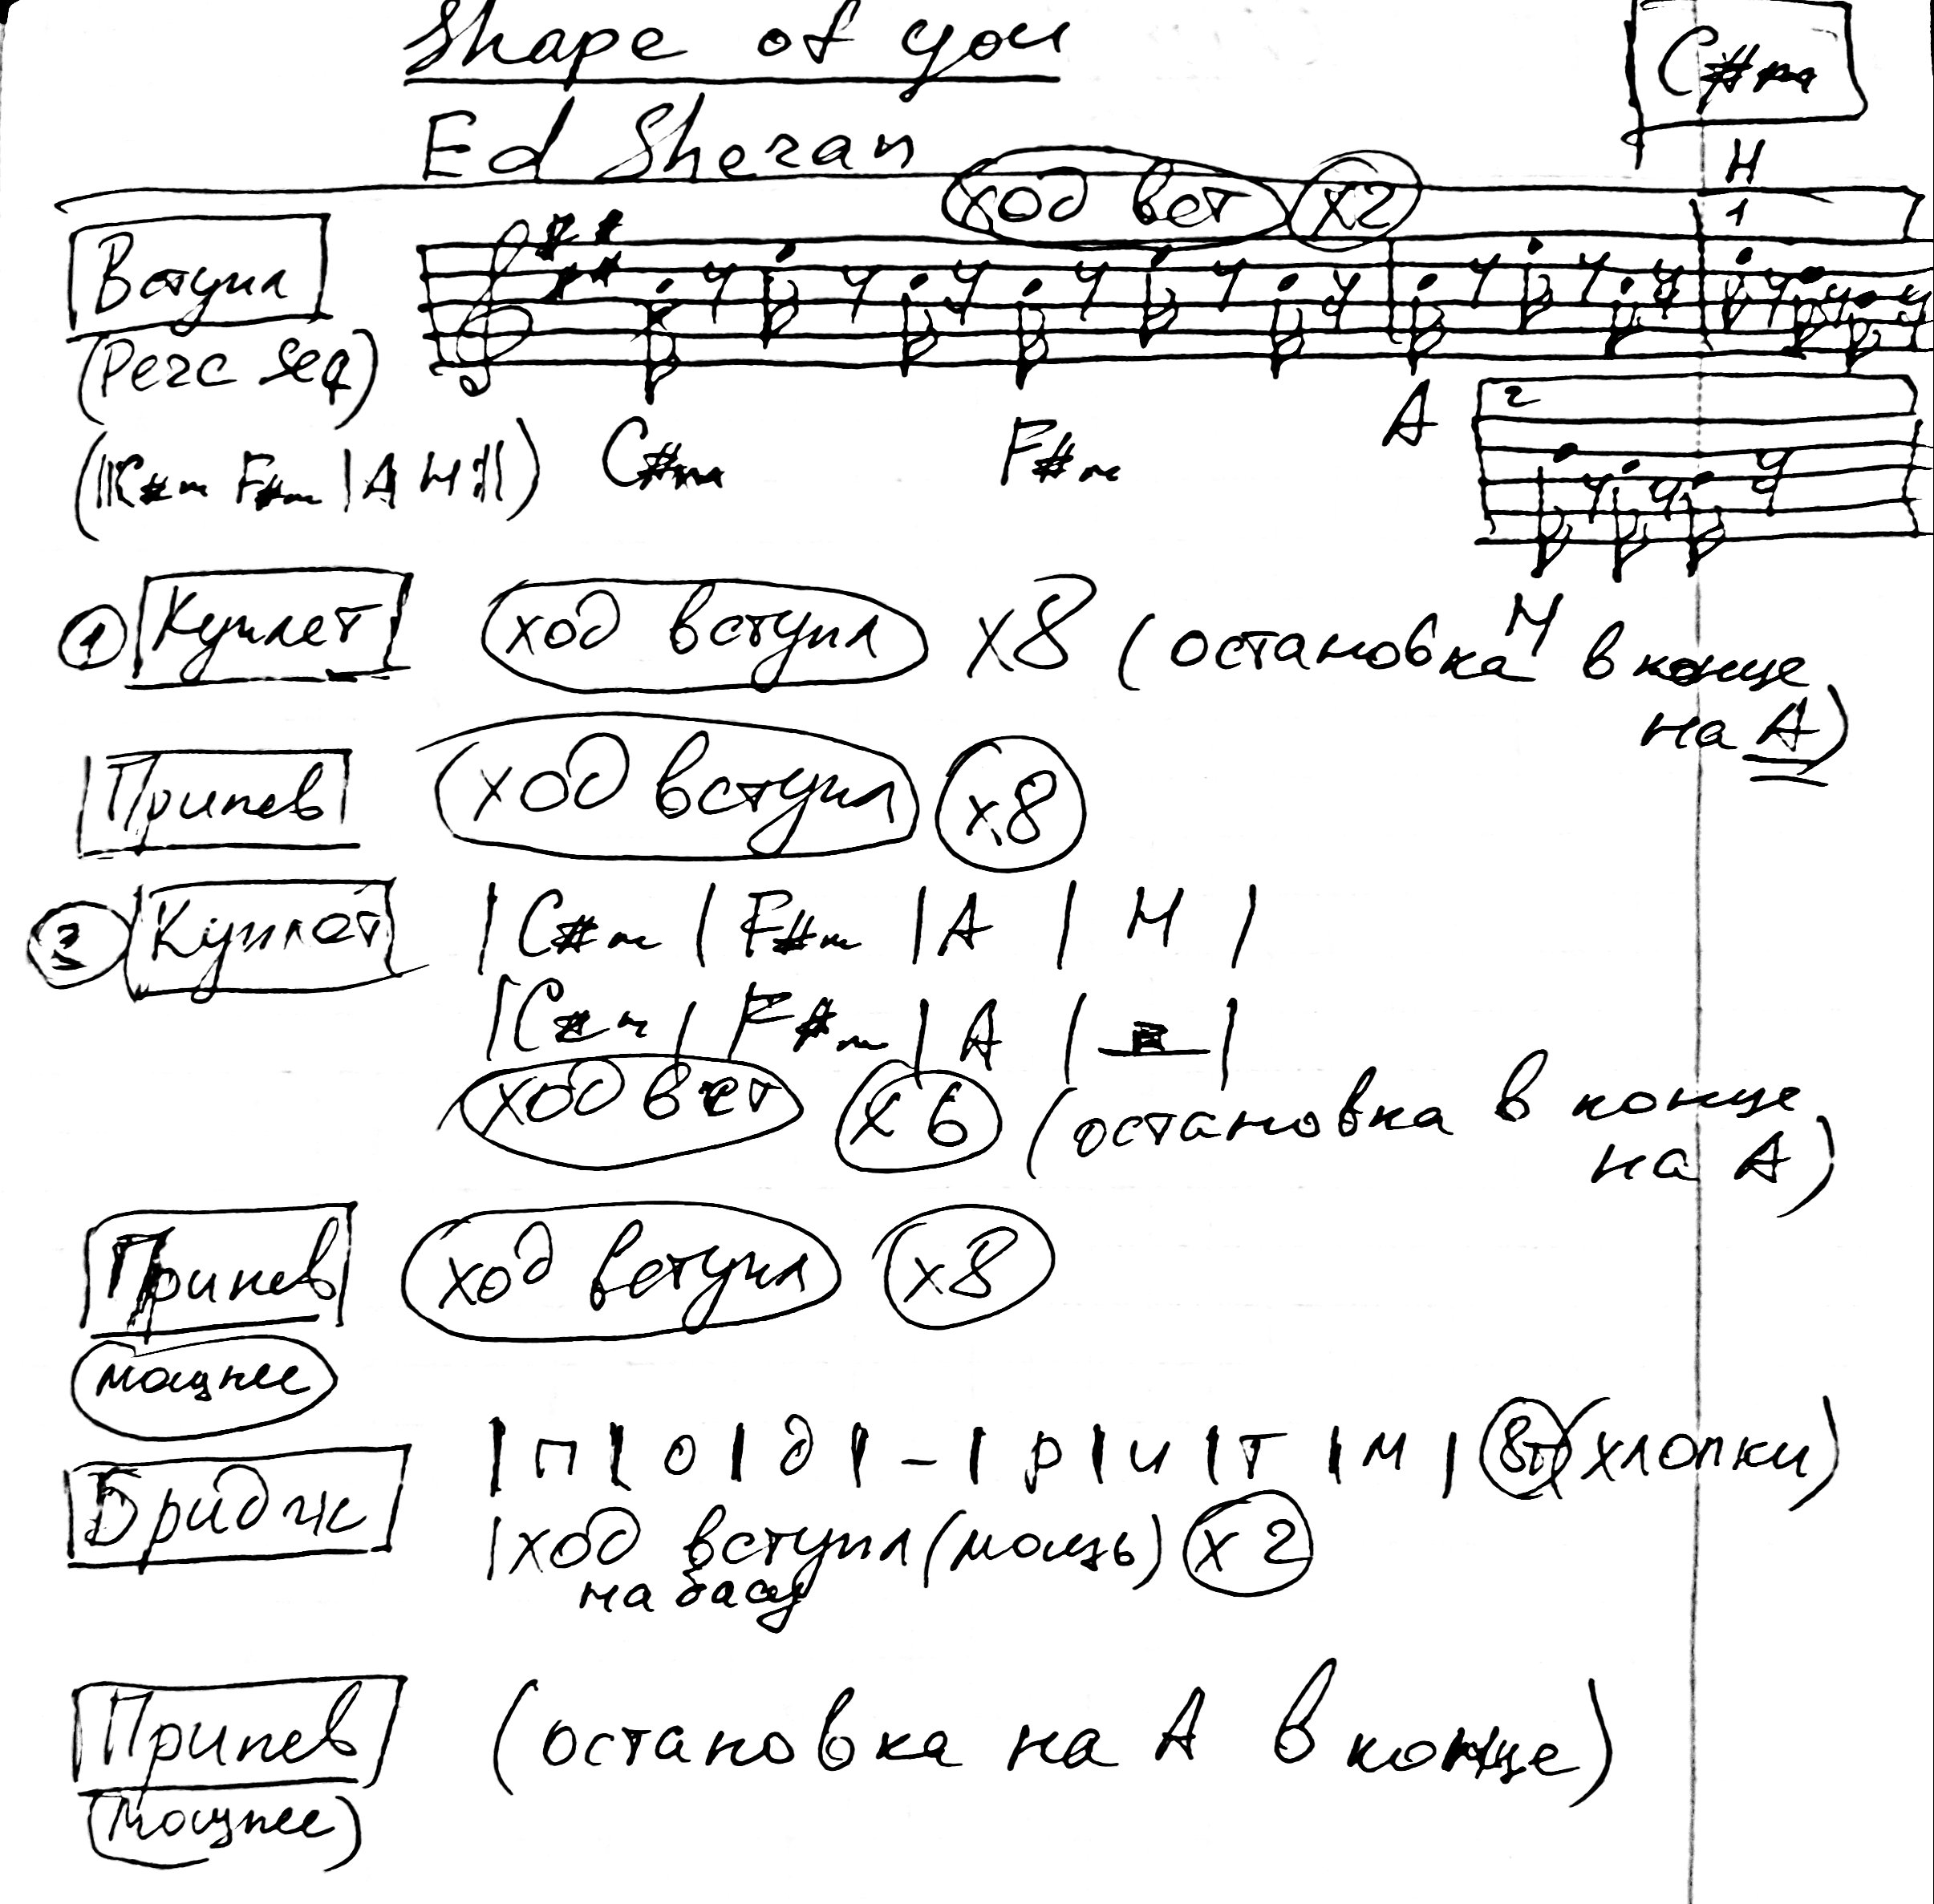 Shape of you
C#m
Ed Sheran
H
ход вст x2
1
Вступл
(Perc seq)
A
2
(||: C#m F#m | A H :||) C#m F#m
H
① Куплет ход вступл x8 (остановка в конце
на A)
Припев ход вступл x8
② Куплет | C#m | F#m | A | H |
| C#m | F#m | A | – |
ход вст x6 (остановка в конце
на A)
Припев ход вступл x8
мощнее
| п | о | д | – | р | и | т | м | 8т (хлопки)
Бридж
| ход вступл (мощь) x2
на басу
Припев (остановка на A в конце)
(мощнее)